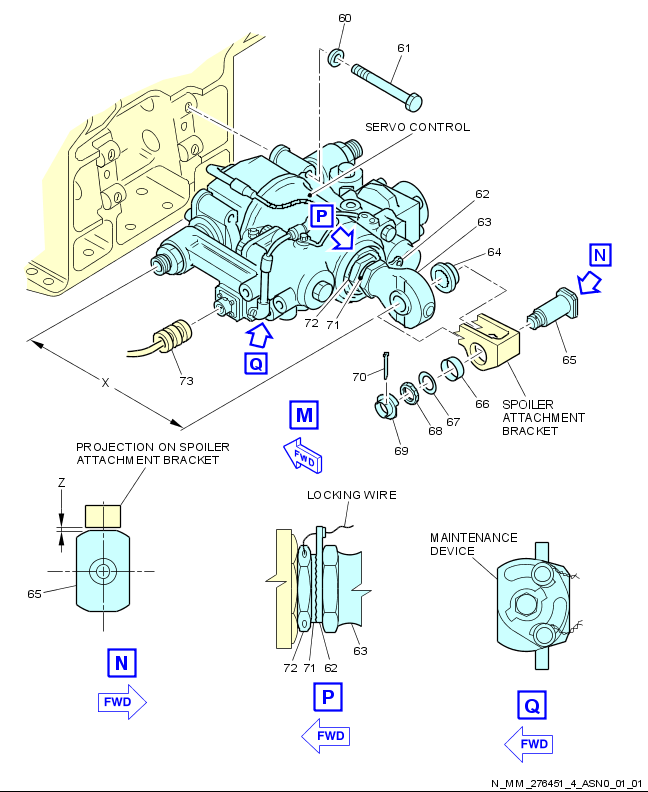 60
61
SERVO CONTROL
62
P
63
64
N
72
71
65
73
Q
X
70
66
67
68
69
SPOILER
ATTACHMENT
BRACKET
M
FWD
PROJECTION ON SPOILER
ATTACHMENT BRACKET
Z
65
N
FWD
LOCKING WIRE
72
71
62
63
P
FWD
MAINTENANCE
DEVICE
Q
FWD
N_MM_276451_4_ASN0_01_01